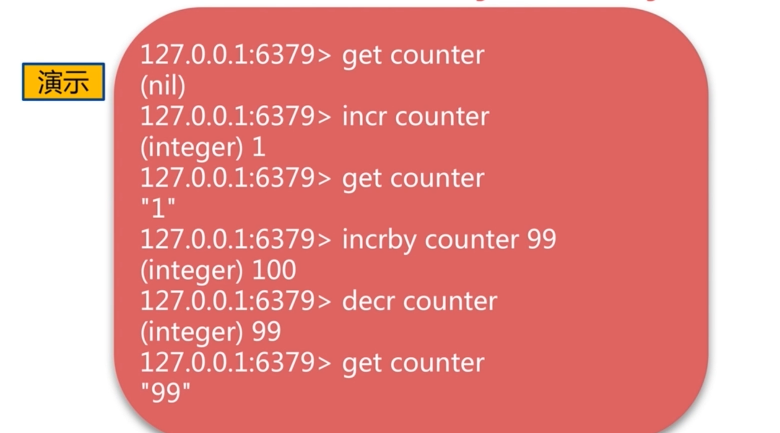 演示
127.0.0.1:6379> get counter
(nil)
127.0.0.1:6379> incr counter
(integer) 1
127.0.0.1:6379> get counter
"1"
127.0.0.1:6379> incrby counter 99
(integer) 100
127.0.0.1:6379> decr counter
(integer) 99
127.0.0.1:6379> get counter
"99"